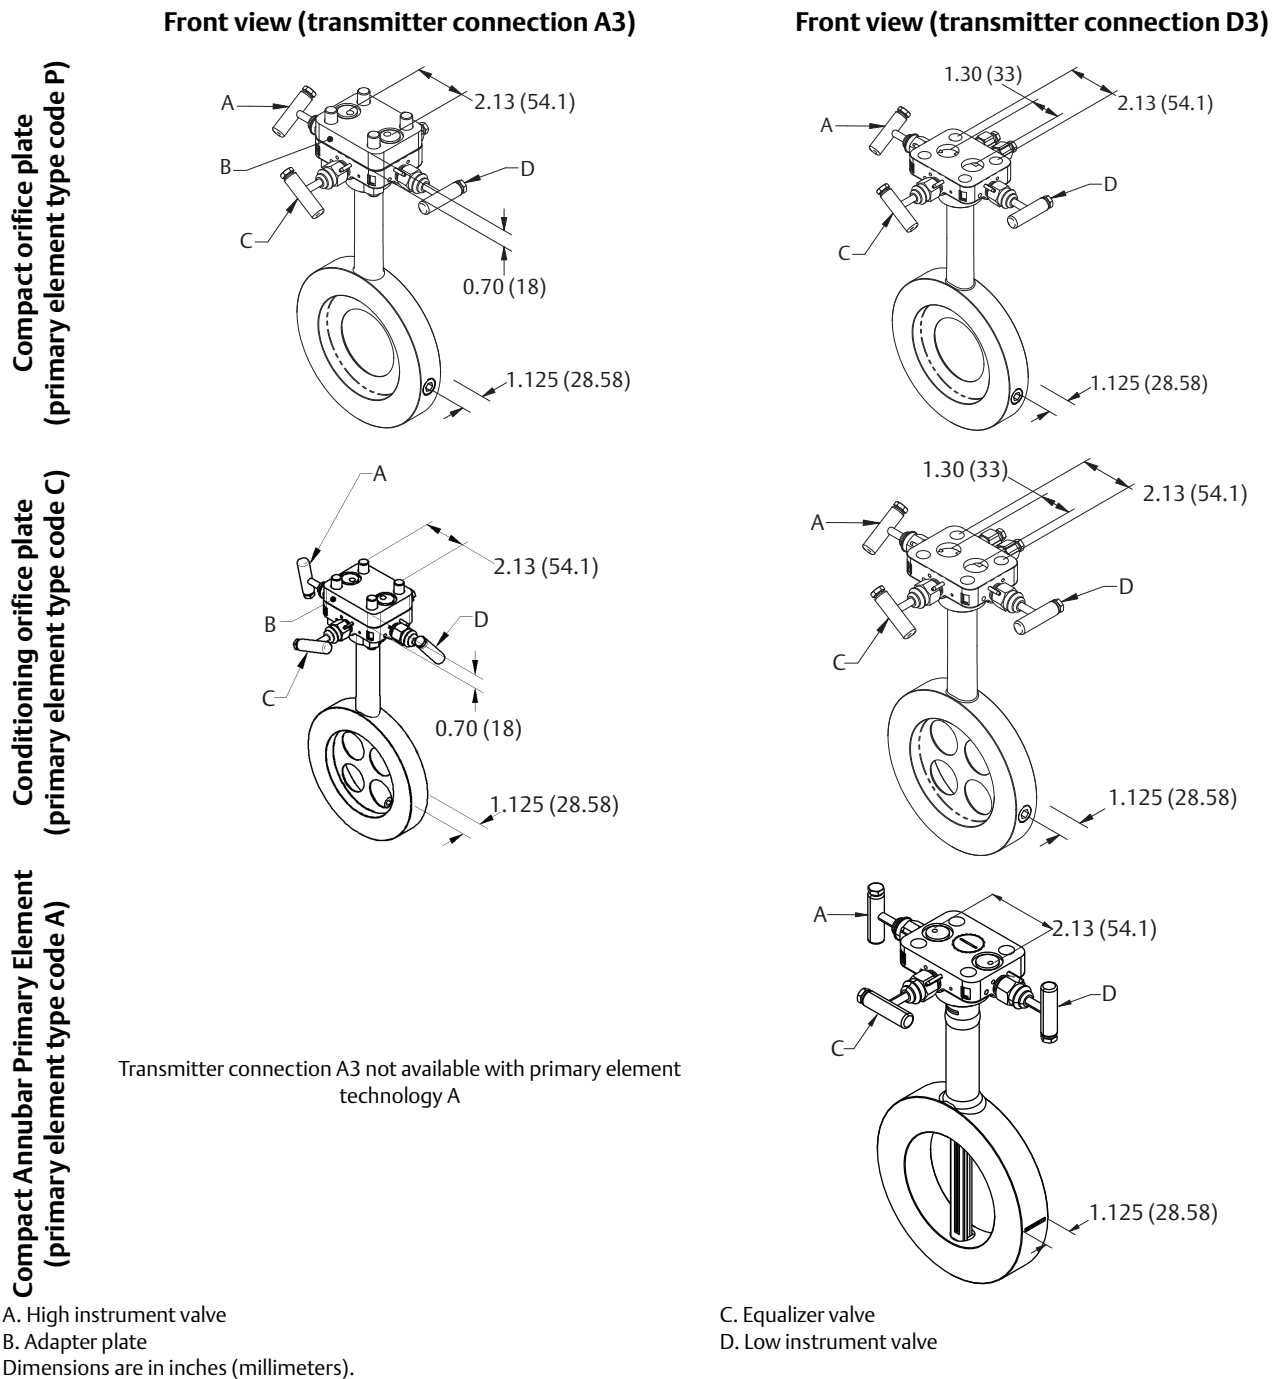 Front view (transmitter connection A3)
Front view (transmitter connection D3)
Compact orifice plate
(primary element type code P)
A
B
C
D
2.13 (54.1)
0.70 (18)
1.125 (28.58)
1.30 (33)
2.13 (54.1)
A
C
D
1.125 (28.58)
Conditioning orifice plate
(primary element type code C)
A
2.13 (54.1)
B
D
C
0.70 (18)
1.125 (28.58)
1.30 (33)
2.13 (54.1)
A
D
C
1.125 (28.58)
Compact Annubar Primary Element
(primary element type code A)
Transmitter connection A3 not available with primary element
technology A
A
2.13 (54.1)
D
C
1.125 (28.58)
A. High instrument valve
B. Adapter plate
C. Equalizer valve
D. Low instrument valve
Dimensions are in inches (millimeters).